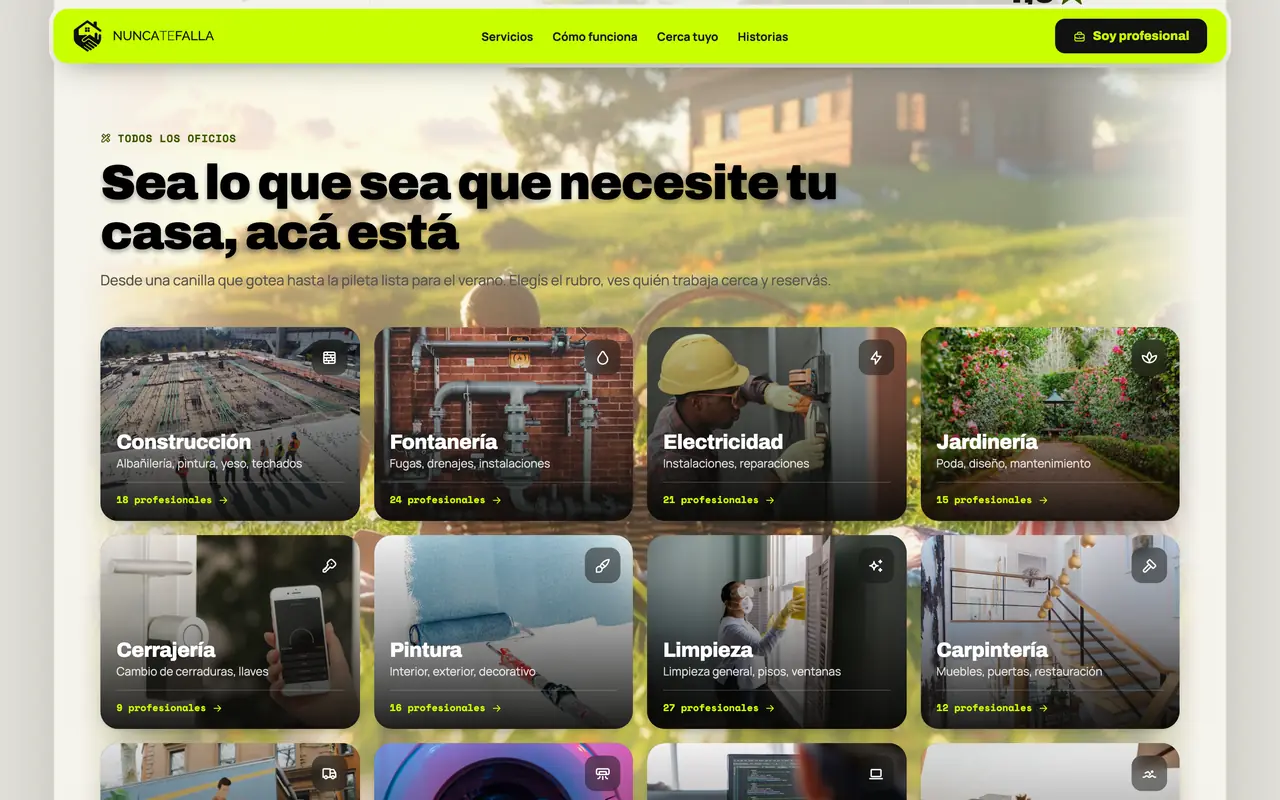 NUNCATEFALLA
Servicios
Cómo funciona
Cerca tuyo
Historias
Soy profesional
TODOS LOS OFICIOS
Sea lo que sea que necesite tu
casa, acá está
Desde una canilla que gotea hasta la pileta lista para el verano. Elegís el rubro, ves quién trabaja cerca y reservás.
Construcción
Albañilería, pintura, yeso, techados
18 profesionales →
Fontanería
Fugas, drenajes, instalaciones
24 profesionales →
Electricidad
Instalaciones, reparaciones
21 profesionales →
Jardinería
Poda, diseño, mantenimiento
15 profesionales →
Cerrajería
Cambio de cerraduras, llaves
9 profesionales →
Pintura
Interior, exterior, decorativo
16 profesionales →
Limpieza
Limpieza general, pisos, ventanas
27 profesionales →
Carpintería
Muebles, puertas, restauración
12 profesionales →